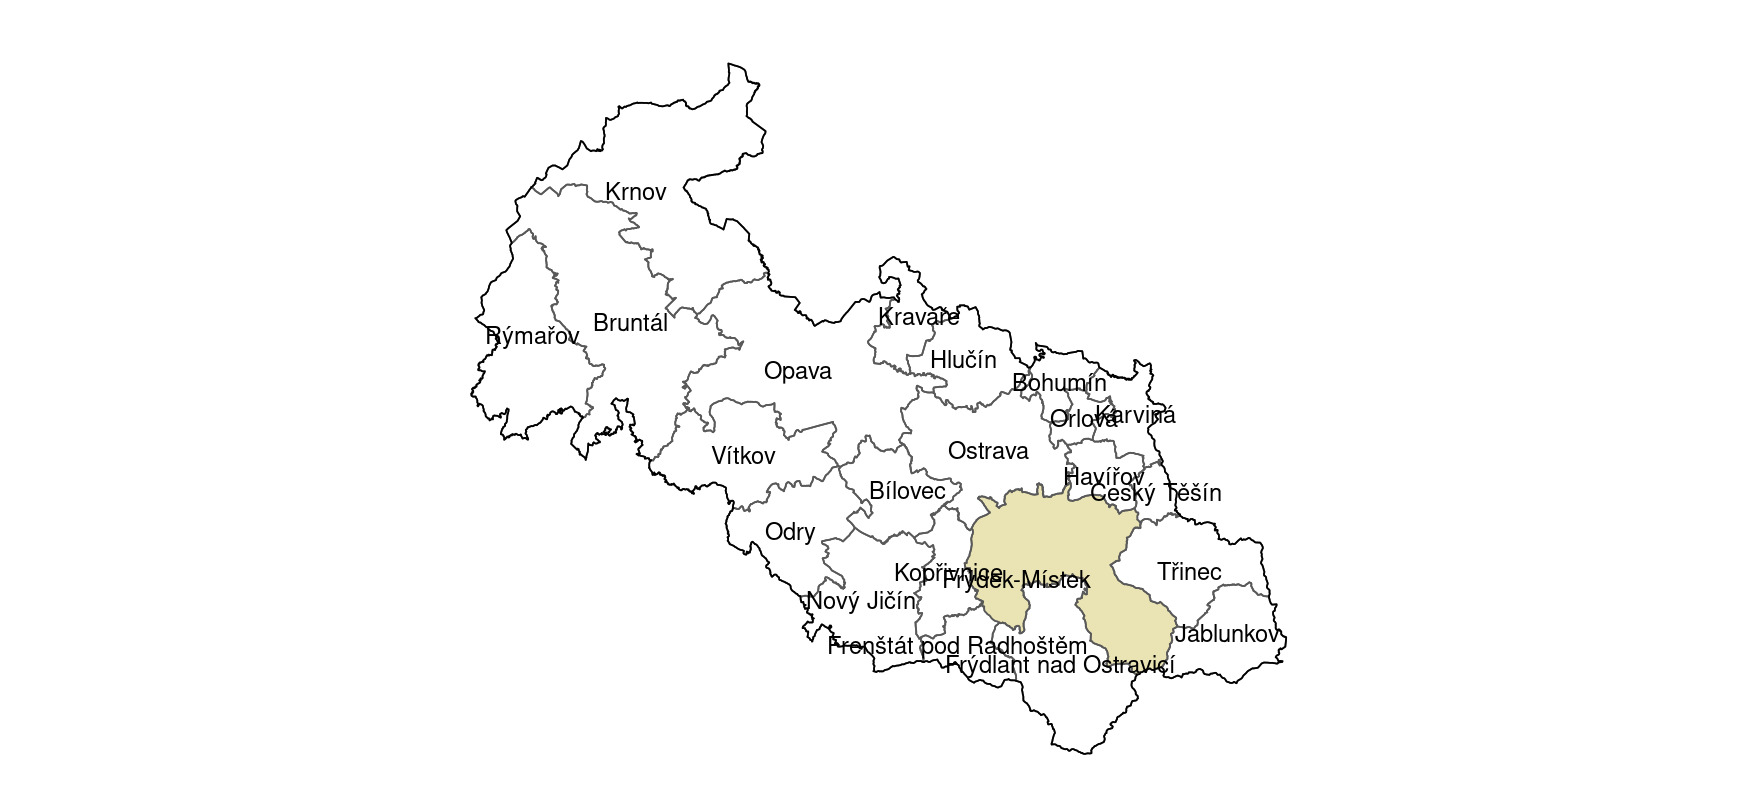 Krnov
Bruntál
Rýmařov
Kravaře
Hlučín
Opava
Bohumín
Karviná
Orlová
Ostrava
Vítkov
Havířov
Bílovec
Český Těšín
Odry
Kopřivnice
Třinec
Frýdek-Místek
Nový Jičín
Jablunkov
Frenštát pod Radhoštěm
Frýdlant nad Ostravicí